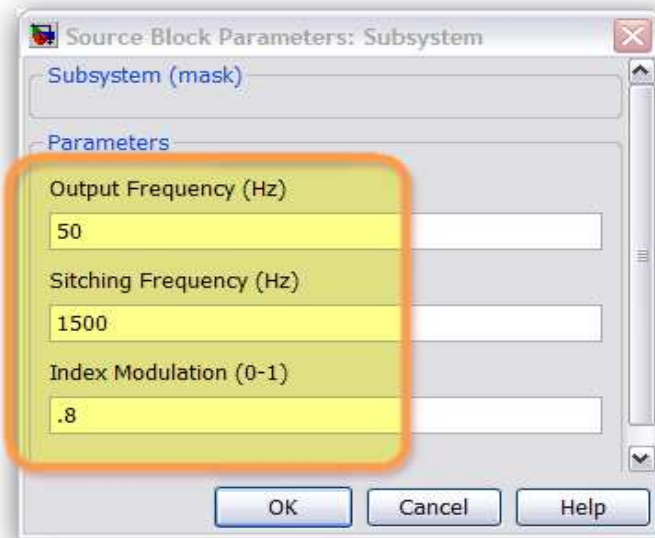 Source Block Parameters: Subsystem
Subsystem (mask)
Parameters
Output Frequency (Hz)
50
Sitching Frequency (Hz)
1500
Index Modulation (0-1)
.8
OK Cancel Help